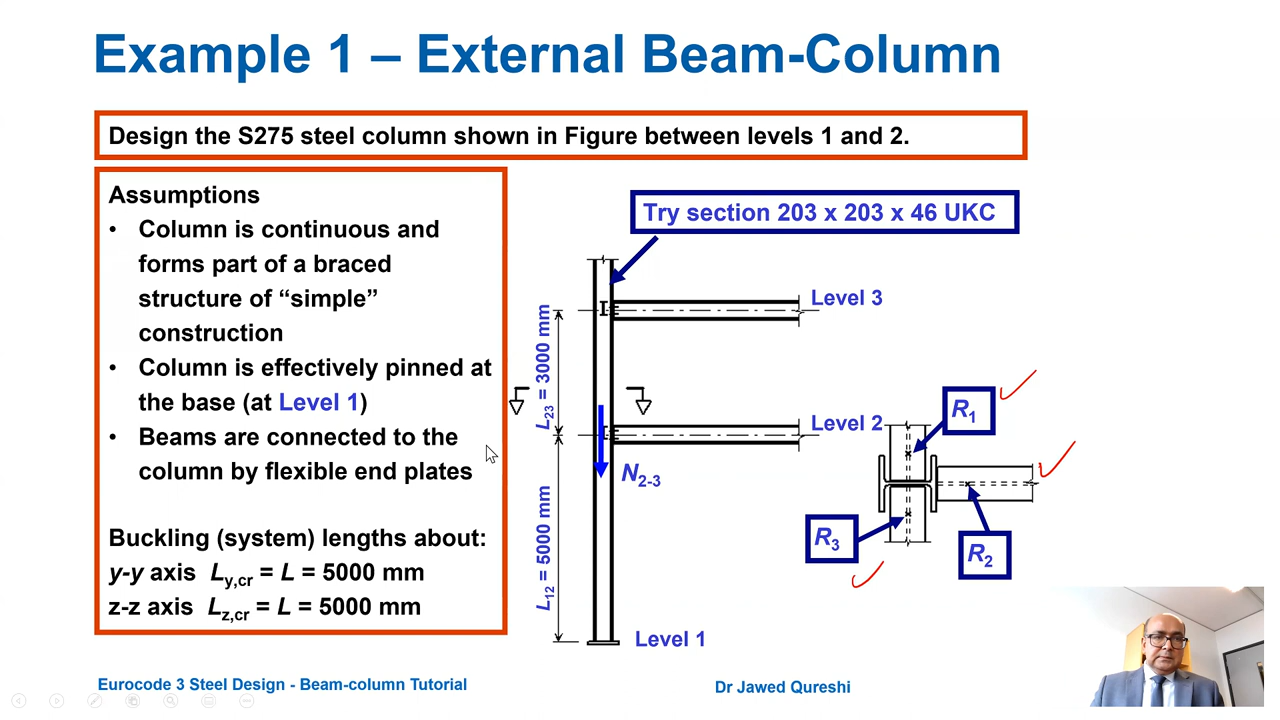 Example 1 – External Beam-Column
Design the S275 steel column shown in Figure between levels 1 and 2.
Assumptions
• Column is continuous and
forms part of a braced
structure of “simple”
construction
• Column is effectively pinned at
the base (at Level 1)
• Beams are connected to the
column by flexible end plates
Buckling (system) lengths about:
y-y axis Ly,cr = L = 5000 mm
z-z axis Lz,cr = L = 5000 mm
Try section 203 x 203 x 46 UKC
Level 3
L23 = 3000 mm
Level 2
N2-3
L12 = 5000 mm
Level 1
R1
R3
R2
Eurocode 3 Steel Design - Beam-column Tutorial
Dr Jawed Qureshi